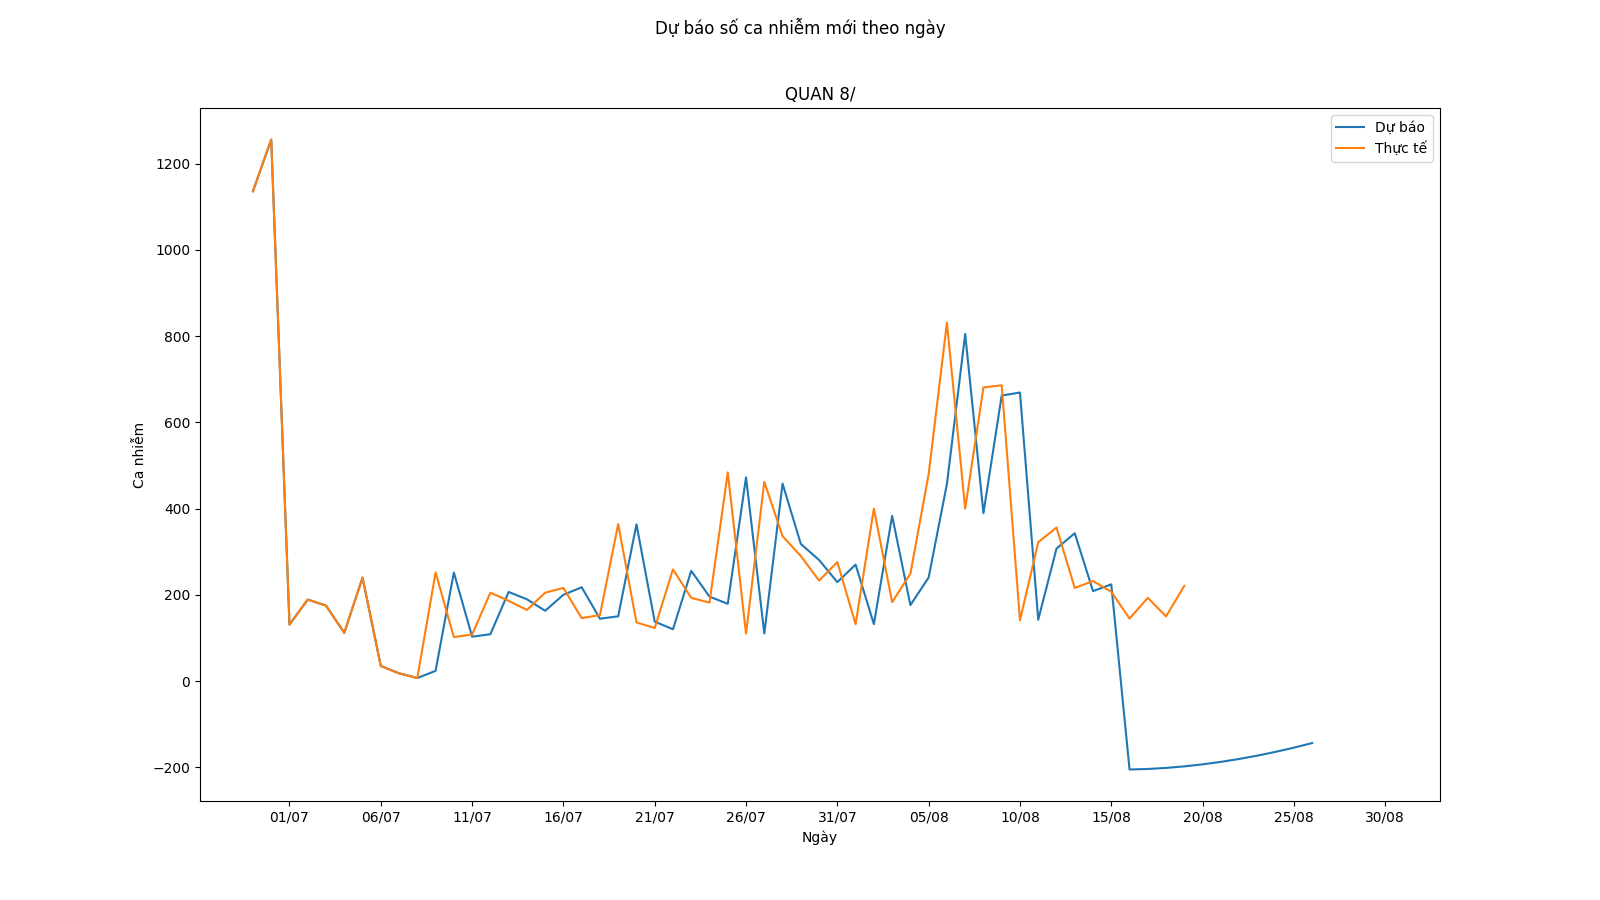 Dự báo số ca nhiễm mới theo ngày
QUAN 8/
Dự báo
Thực tế
1200
1000
800
600
400
200
0
−200
Ca nhiễm
01/07 06/07 11/07 16/07 21/07 26/07 31/07 05/08 10/08 15/08 20/08 25/08 30/08
Ngày